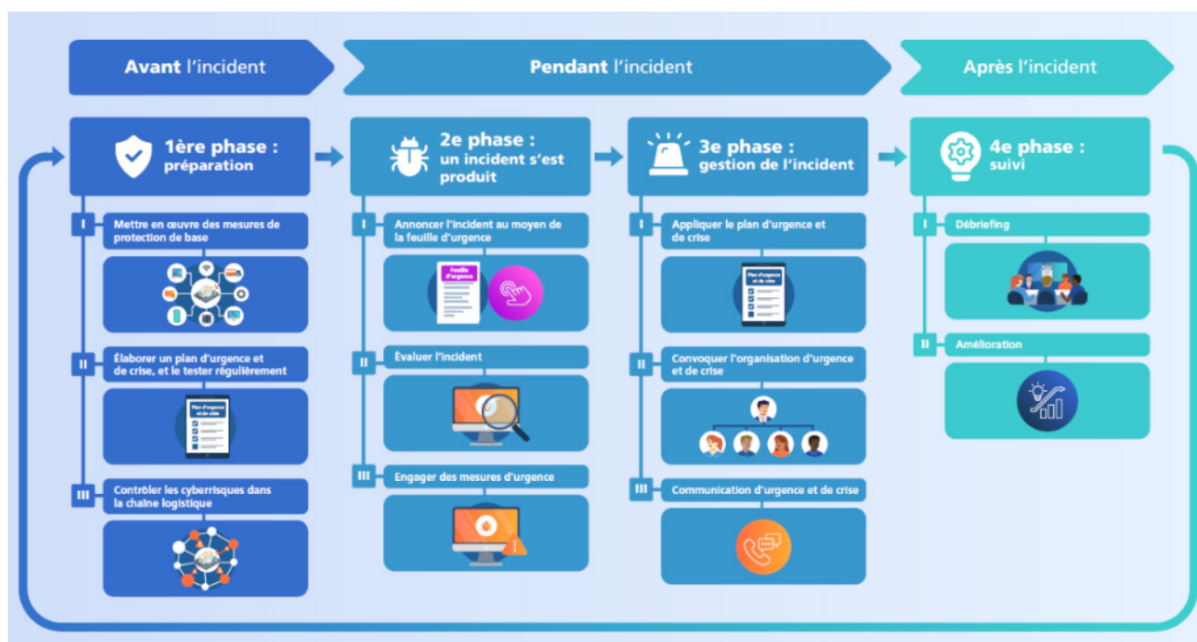 Avant l'incident
Pendant l'incident
Après l'incident
1ère phase :
préparation
2e phase :
un incident s'est
produit
3e phase :
gestion de l'incident
4e phase :
suivi
I
Mettre en œuvre des mesures de
protection de base
II
Élaborer un plan d'urgence et
de crise, et le tester régulièrement
Plan d'urgence
et de crise
III
Contrôler les cyberrisques dans
la chaîne logistique
I
Annoncer l'incident au moyen de
la feuille d'urgence
Feuille
d'urgence
II
Évaluer l'incident
III
Engager des mesures d'urgence
I
Appliquer le plan d'urgence et
de crise
Plan d'urgence
et de crise
II
Convoquer l'organisation d'urgence
et de crise
III
Communication d'urgence et de crise
I
Débriefing
II
Amélioration